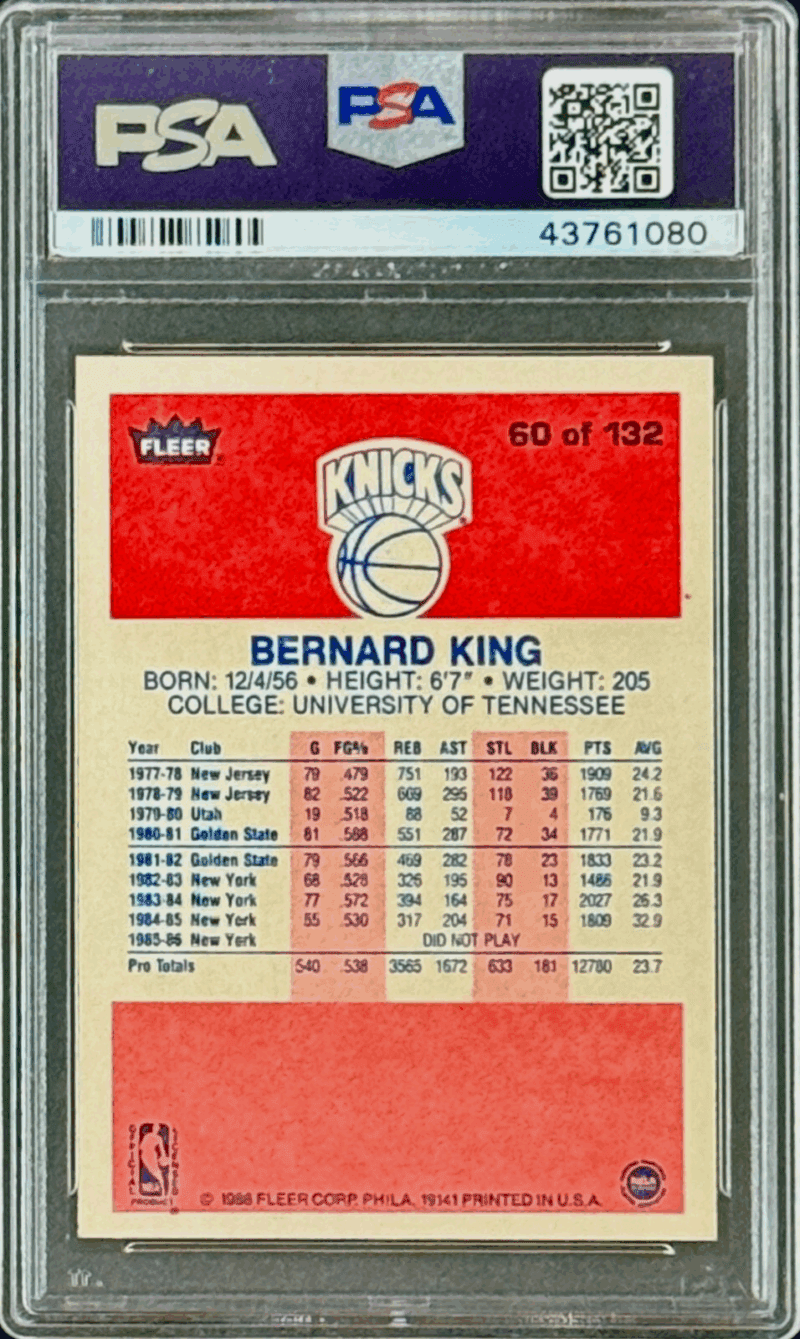 PSA
PSA
43761080
FLEER
60 of 132
KNICKS
BERNARD KING
BORN: 12/4/56 • HEIGHT: 6'7" • WEIGHT: 205
COLLEGE: UNIVERSITY OF TENNESSEE
Year Club G FG% REB AST STL BLK PTS AVG
1977-78 New Jersey 79 .479 751 193 122 36 1909 24.2
1978-79 New Jersey 82 .522 669 295 118 39 1769 21.6
1979-80 Utah 19 .518 88 52 7 4 176 9.3
1980-81 Golden State 81 .588 551 287 72 34 1771 21.9
1981-82 Golden State 79 .566 469 282 78 23 1833 23.2
1982-83 New York 68 .528 326 195 90 13 1486 21.9
1983-84 New York 77 .572 394 164 75 17 2027 26.3
1984-85 New York 55 .530 317 204 71 15 1809 32.9
1985-86 New York DID NOT PLAY
Pro Totals 540 .538 3565 1672 633 181 12780 23.7
OFFICIAL LICENSED
NBA
PRODUCT
© 1986 FLEER CORP. PHILA. 19141 PRINTED IN U.S.A.